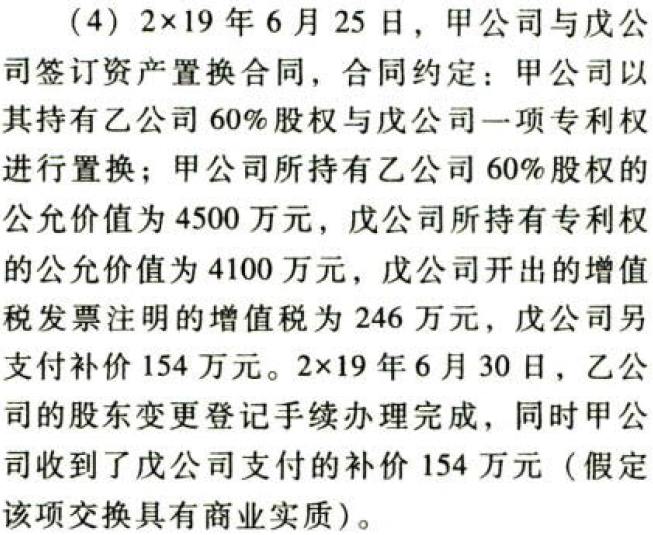 （4）2×19 年 6 月 25 日，甲公司与戊公
司签订资产置换合同，合同约定：甲公司以
其持有乙公司 60%股权与戊公司一项专利权
进行置换；甲公司所持有乙公司 60%股权的
公允价值为 4500 万元，戊公司所持有专利权
的公允价值为 4100 万元，戊公司开出的增值
税发票注明的增值税为 246 万元，戊公司另
支付补价 154 万元。2×19 年 6 月 30 日，乙公
司的股东变更登记手续办理完成，同时甲公
司收到了戊公司支付的补价 154 万元（假定
该项交换具有商业实质）。